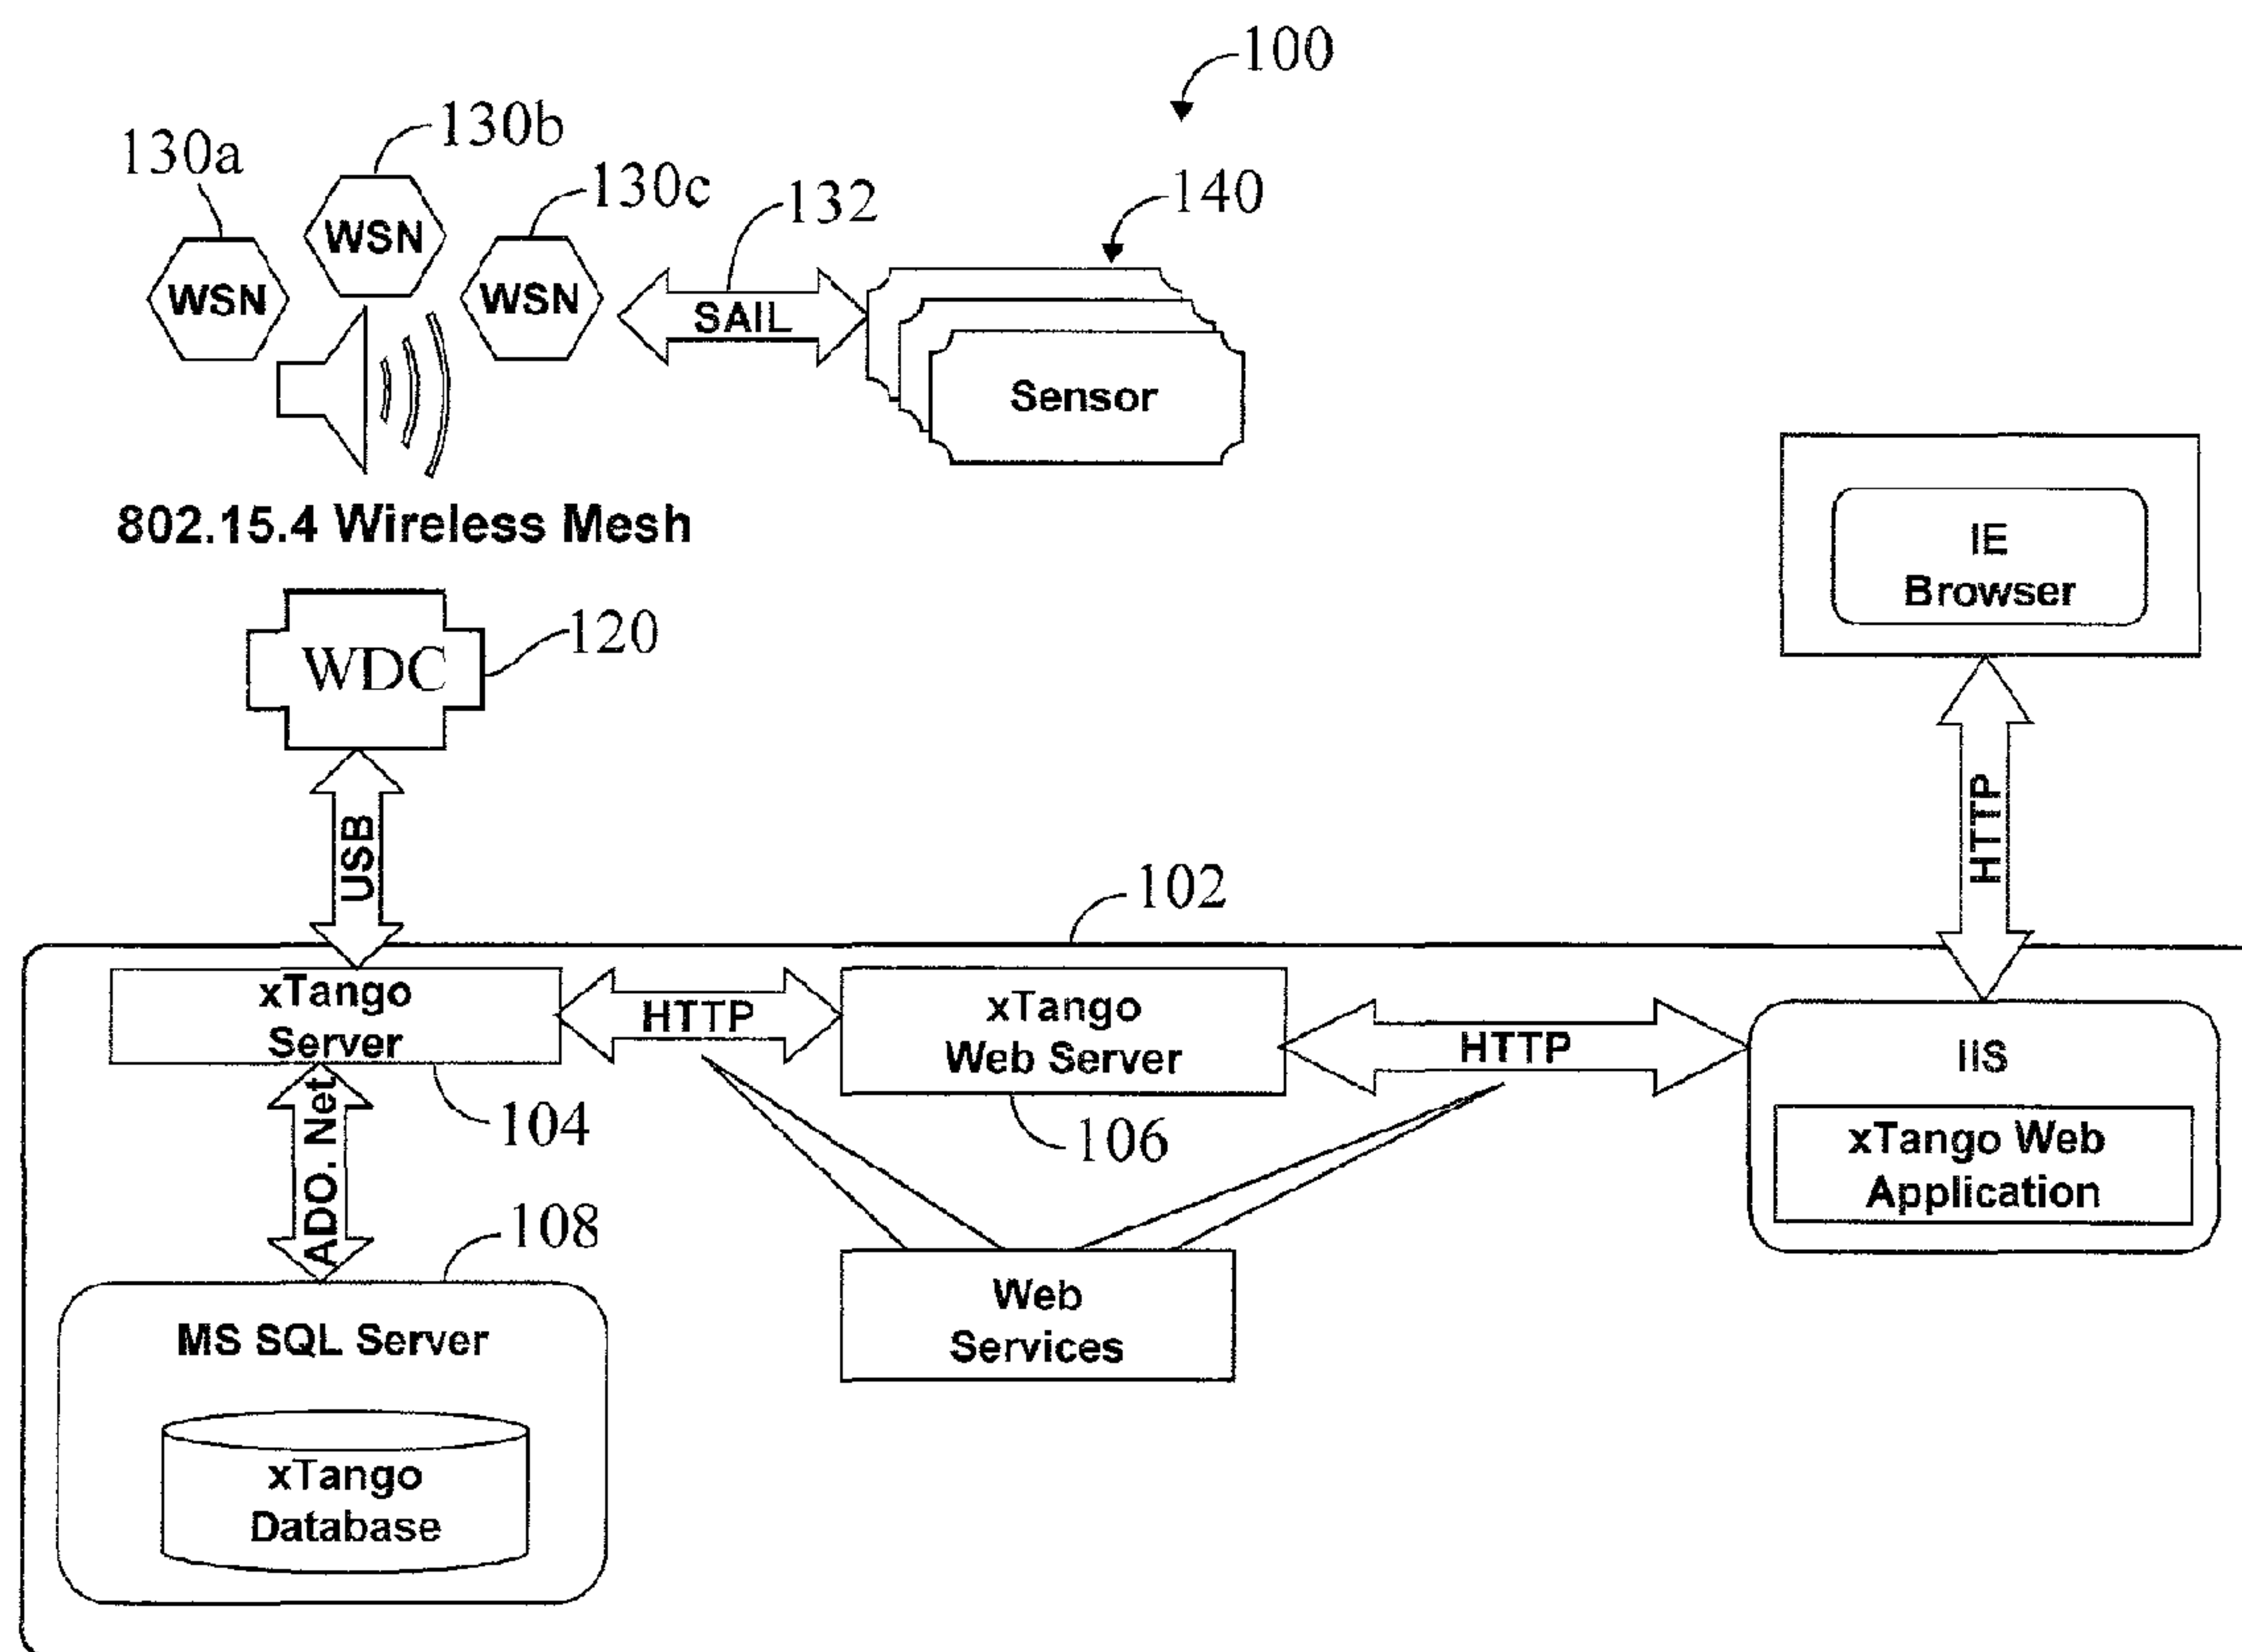 100
130b
130a
130c
132
140
WSN
WSN
WSN
SAIL
Sensor
802.15.4 Wireless Mesh
IE
Browser
WDC
120
USB
HTTP
102
xTango
Server
HTTP
xTango
Web Server
HTTP
IIS
104
106
xTango Web
Application
ADO. Net
108
Web
Services
MS SQL Server
xTango
Database